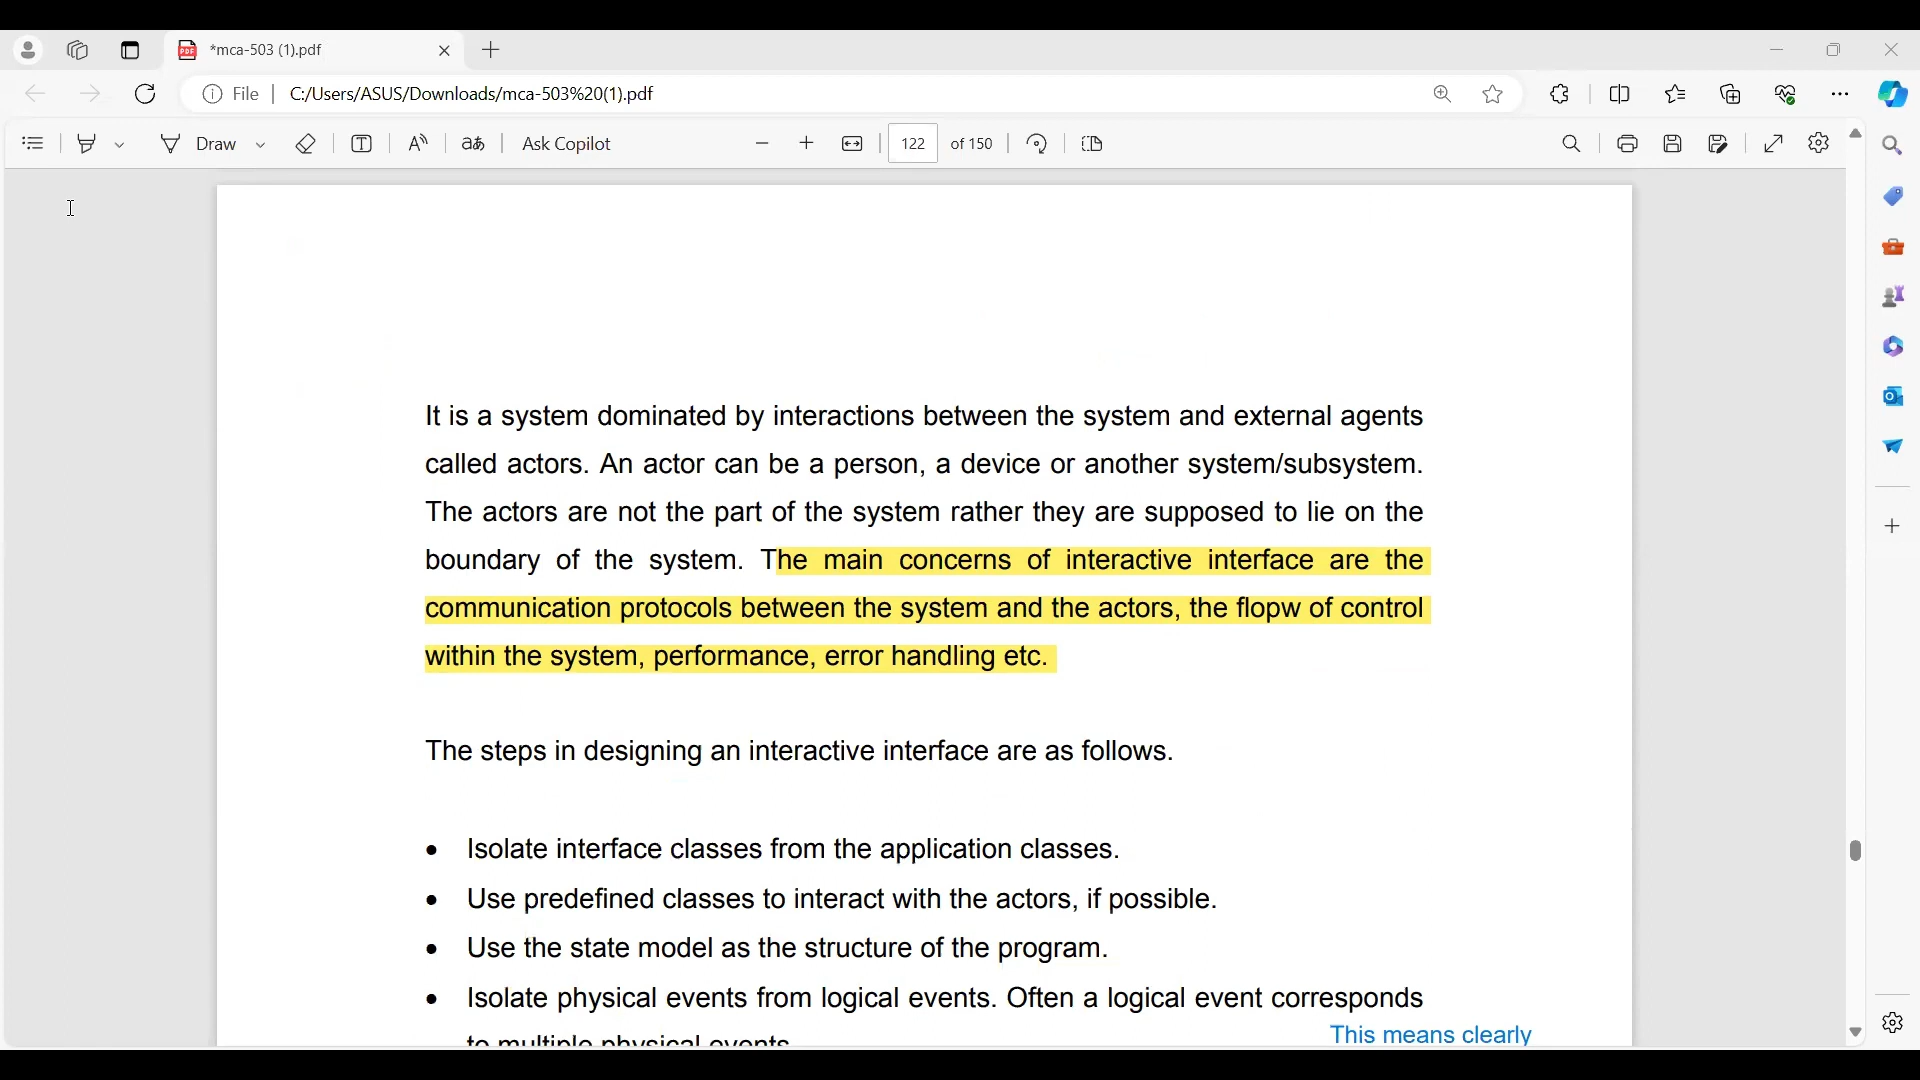 *mca-503 (1).pdf
File
C:/Users/ASUS/Downloads/mca-503%20(1).pdf
Draw
aあ
Ask Copilot
122 of 150
It is a system dominated by interactions between the system and external agents
called actors. An actor can be a person, a device or another system/subsystem.
The actors are not the part of the system rather they are supposed to lie on the
boundary of the system. The main concerns of interactive interface are the
communication protocols between the system and the actors, the flopw of control
within the system, performance, error handling etc.
The steps in designing an interactive interface are as follows.
• Isolate interface classes from the application classes.
• Use predefined classes to interact with the actors, if possible.
• Use the state model as the structure of the program.
• Isolate physical events from logical events. Often a logical event corresponds
to multiple physical events.
This means clearly